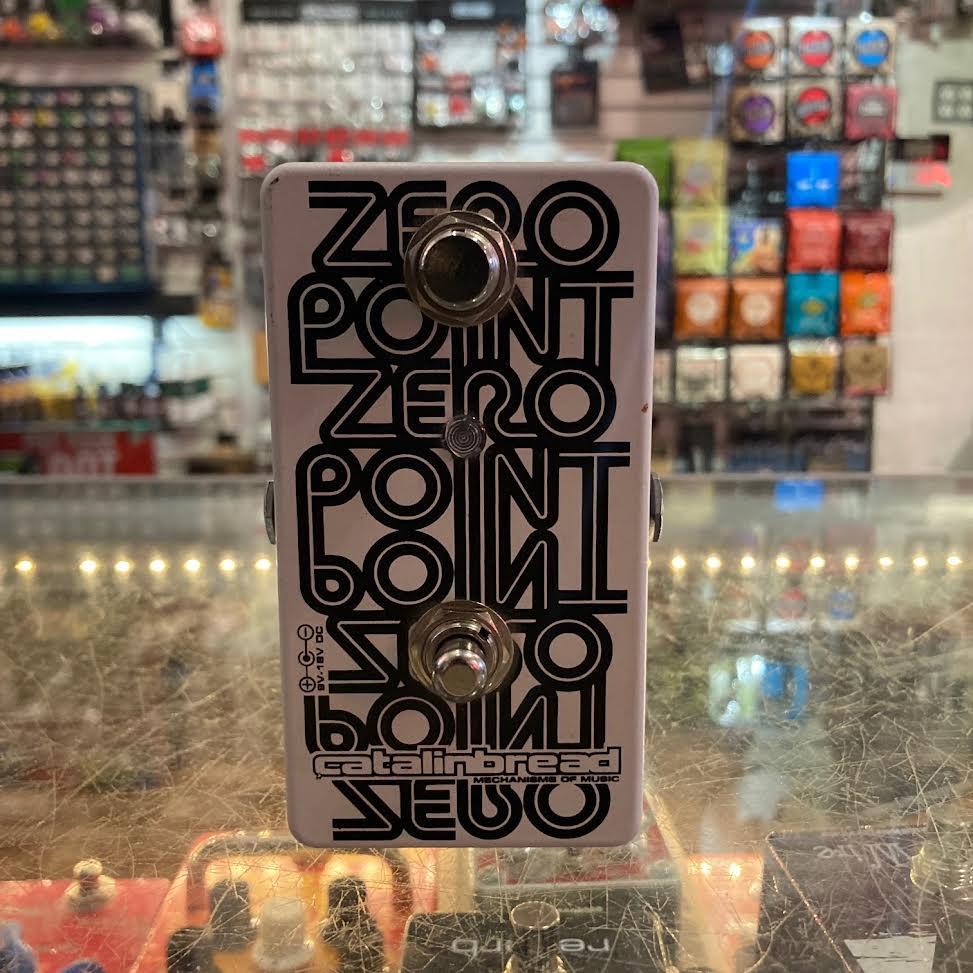 ZERO
POINT
ZERO
POINT
POINT
ZERO
9V-18V DC
POINT
catalinbread
MECHANISMS OF MUSIC
ZERO